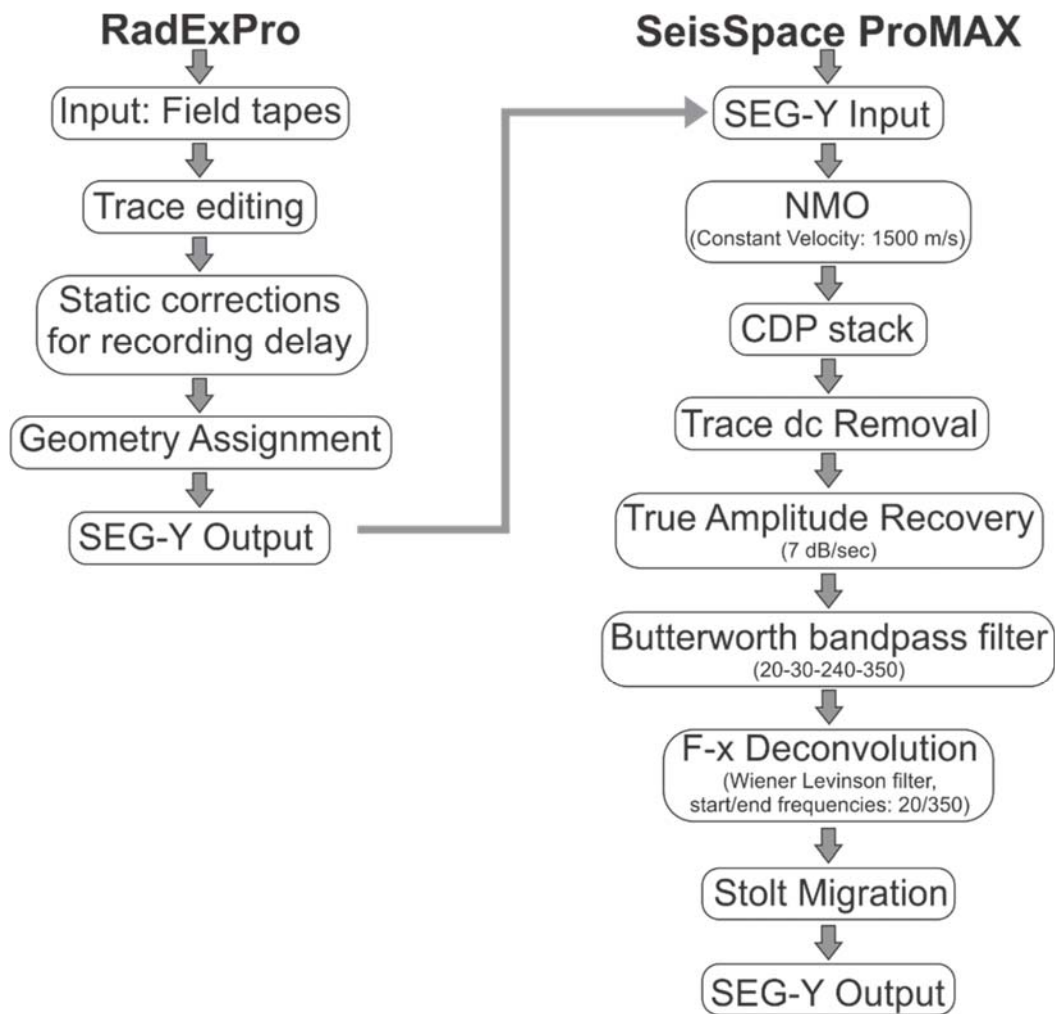 RadExPro
Input: Field tapes
Trace editing
Static corrections
for recording delay
Geometry Assignment
SEG-Y Output
SeisSpace ProMAX
SEG-Y Input
NMO
(Constant Velocity: 1500 m/s)
CDP stack
Trace dc Removal
True Amplitude Recovery
(7 dB/sec)
Butterworth bandpass filter
(20-30-240-350)
F-x Deconvolution
(Wiener Levinson filter,
start/end frequencies: 20/350)
Stolt Migration
SEG-Y Output